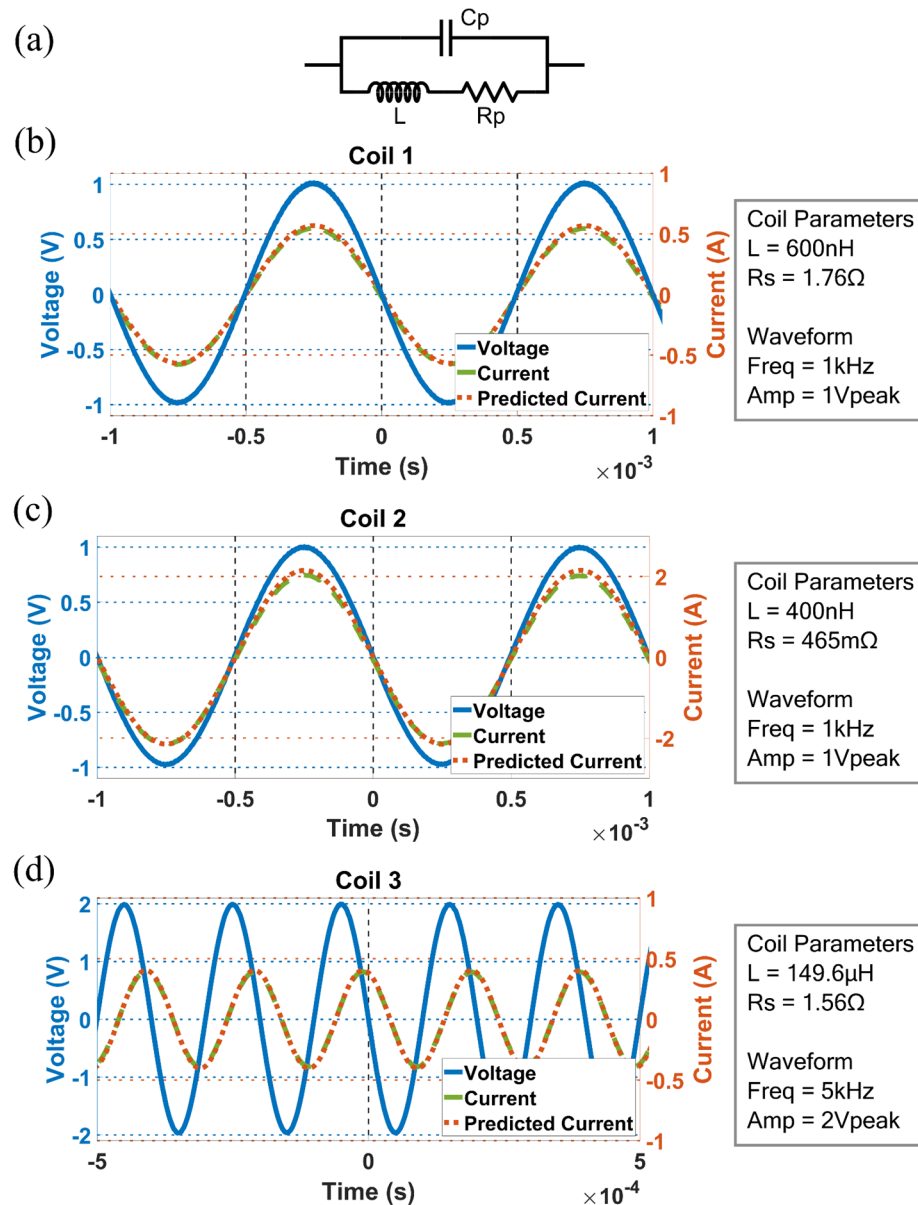 (a)
Cp
L
Rp
(b)
Coil 1
Voltage (V)
1
0.5
0
-0.5
-1
1
0.5
0
-0.5
-1
Current (A)
Voltage
Current
Predicted Current
-1
-0.5
0
0.5
1
Time (s)
×10⁻³
Coil Parameters
L = 600nH
Rs = 1.76Ω
Waveform
Freq = 1kHz
Amp = 1Vpeak
(c)
Coil 2
Voltage (V)
1
0.5
0
-0.5
-1
2
0
-2
Current (A)
Voltage
Current
Predicted Current
-1
-0.5
0
0.5
1
Time (s)
×10⁻³
Coil Parameters
L = 400nH
Rs = 465mΩ
Waveform
Freq = 1kHz
Amp = 1Vpeak
(d)
Coil 3
Voltage (V)
2
1
0
-1
-2
1
0.5
0
-0.5
-1
Current (A)
Voltage
Current
Predicted Current
-5
0
5
Time (s)
×10⁻⁴
Coil Parameters
L = 149.6µH
Rs = 1.56Ω
Waveform
Freq = 5kHz
Amp = 2Vpeak